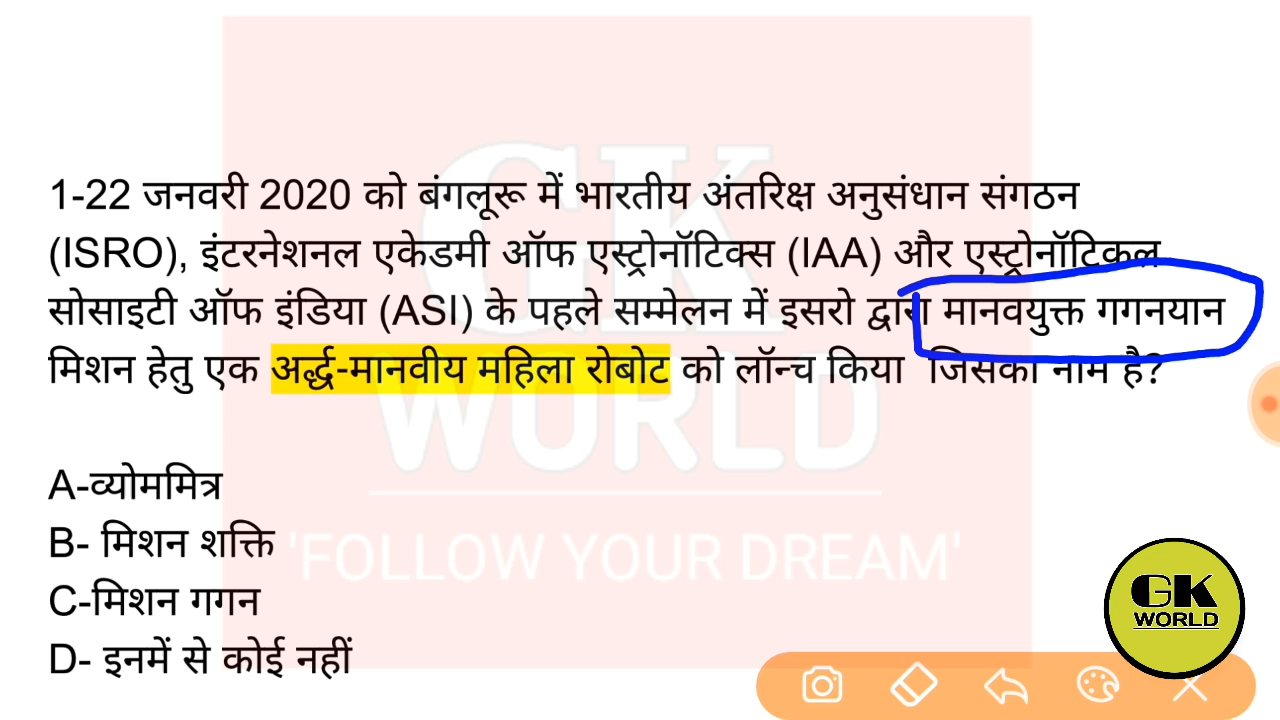 1-22 जनवरी 2020 को बंगलूरू में भारतीय अंतरिक्ष अनुसंधान संगठन
(ISRO), इंटरनेशनल एकेडमी ऑफ एस्ट्रोनॉटिक्स (IAA) और एस्ट्रोनॉटिकल
सोसाइटी ऑफ इंडिया (ASI) के पहले सम्मेलन में इसरो द्वारा मानवयुक्त गगनयान
मिशन हेतु एक अर्द्ध-मानवीय महिला रोबोट को लॉन्च किया जिसका नाम है?
A-व्योममित्र
B- मिशन शक्ति
C-मिशन गगन
D- इनमें से कोई नहीं
GK
WORLD
'FOLLOW YOUR DREAM'
GK
WORLD